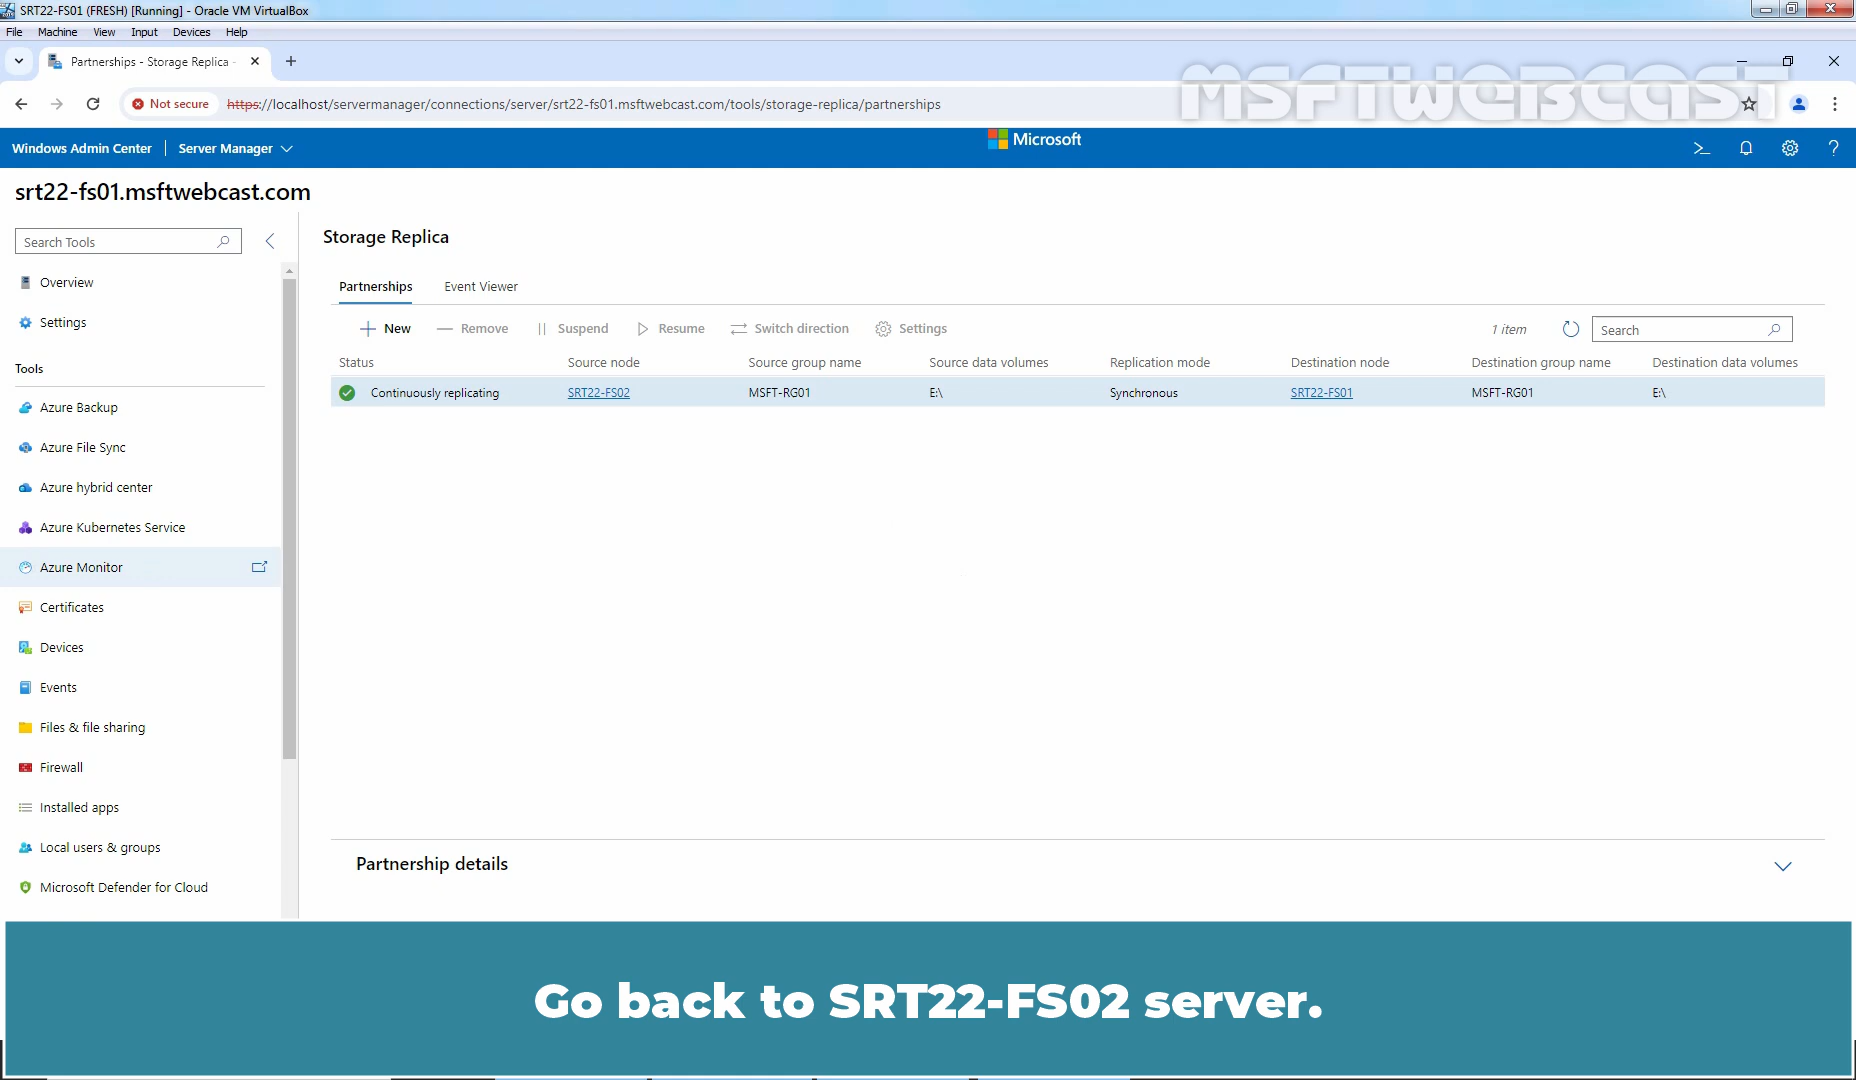 SRT22-FS01 (FRESH) [Running] - Oracle VM VirtualBox
File Machine View Input Devices Help
Partnerships - Storage Replica -
MSFTWEBCAST
Not secure https://localhost/servermanager/connections/server/srt22-fs01.msftwebcast.com/tools/storage-replica/partnerships
Windows Admin Center Server Manager Microsoft
srt22-fs01.msftwebcast.com
Search Tools
Overview
Settings
Tools
Azure Backup
Azure File Sync
Azure hybrid center
Azure Kubernetes Service
Azure Monitor
Certificates
Devices
Events
Files & file sharing
Firewall
Installed apps
Local users & groups
Microsoft Defender for Cloud
Storage Replica
Partnerships Event Viewer
New Remove Suspend Resume Switch direction Settings 1 item Search
Status Source node Source group name Source data volumes Replication mode Destination node Destination group name Destination data volumes
Continuously replicating SRT22-FS02 MSFT-RG01 E:\ Synchronous SRT22-FS01 MSFT-RG01 E:\
Partnership details
Go back to SRT22-FS02 server.